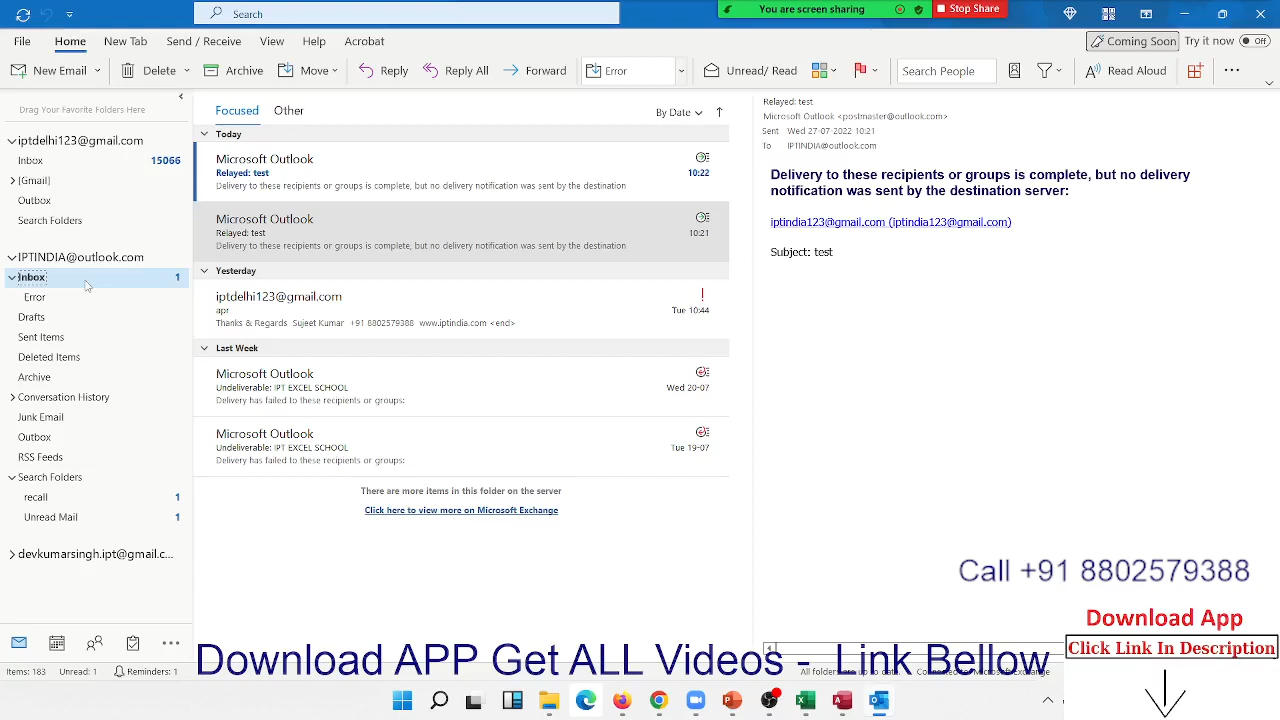 Search
You are screen sharing
Stop Share
File
Home
New Tab
Send / Receive
View
Help
Acrobat
Coming Soon
Try it now
Off
New Email
Delete
Archive
Move
Reply
Reply All
Forward
Error
Unread/ Read
Search People
Read Aloud
Drag Your Favorite Folders Here
iptdelhi123@gmail.com
Inbox 15066
[Gmail]
Outbox
Search Folders
IPTINDIA@outlook.com
Inbox 1
Error
Drafts
Sent Items
Deleted Items
Archive
Conversation History
Junk Email
Outbox
RSS Feeds
Search Folders
recall 1
Unread Mail 1
devkumarsingh.ipt@gmail.c...
Focused Other
By Date
Today
Microsoft Outlook
Relayed: test 10:22
Delivery to these recipients or groups is complete, but no delivery notification was sent by the destination
Microsoft Outlook
Relayed: test 10:21
Delivery to these recipients or groups is complete, but no delivery notification was sent by the destination
Yesterday
iptdelhi123@gmail.com
apr Tue 10:44
Thanks & Regards Sujeet Kumar +91 8802579388 www.iptindia.com <end>
Last Week
Microsoft Outlook
Undeliverable: IPT EXCEL SCHOOL Wed 20-07
Delivery has failed to these recipients or groups:
Microsoft Outlook
Undeliverable: IPT EXCEL SCHOOL Tue 19-07
Delivery has failed to these recipients or groups:
There are more items in this folder on the server
Click here to view more on Microsoft Exchange
Relayed: test
Microsoft Outlook <postmaster@outlook.com>
Sent Wed 27-07-2022 10:21
To IPTINDIA@outlook.com
Delivery to these recipients or groups is complete, but no delivery
notification was sent by the destination server:
iptindia123@gmail.com (iptindia123@gmail.com)
Subject: test
Call +91 8802579388
Download App
Click Link In Description
Download APP Get ALL Videos - Link Bellow
Items: 183
Unread: 1
Reminders: 1
All folders are up to date.
Connected to Microsoft Exchange